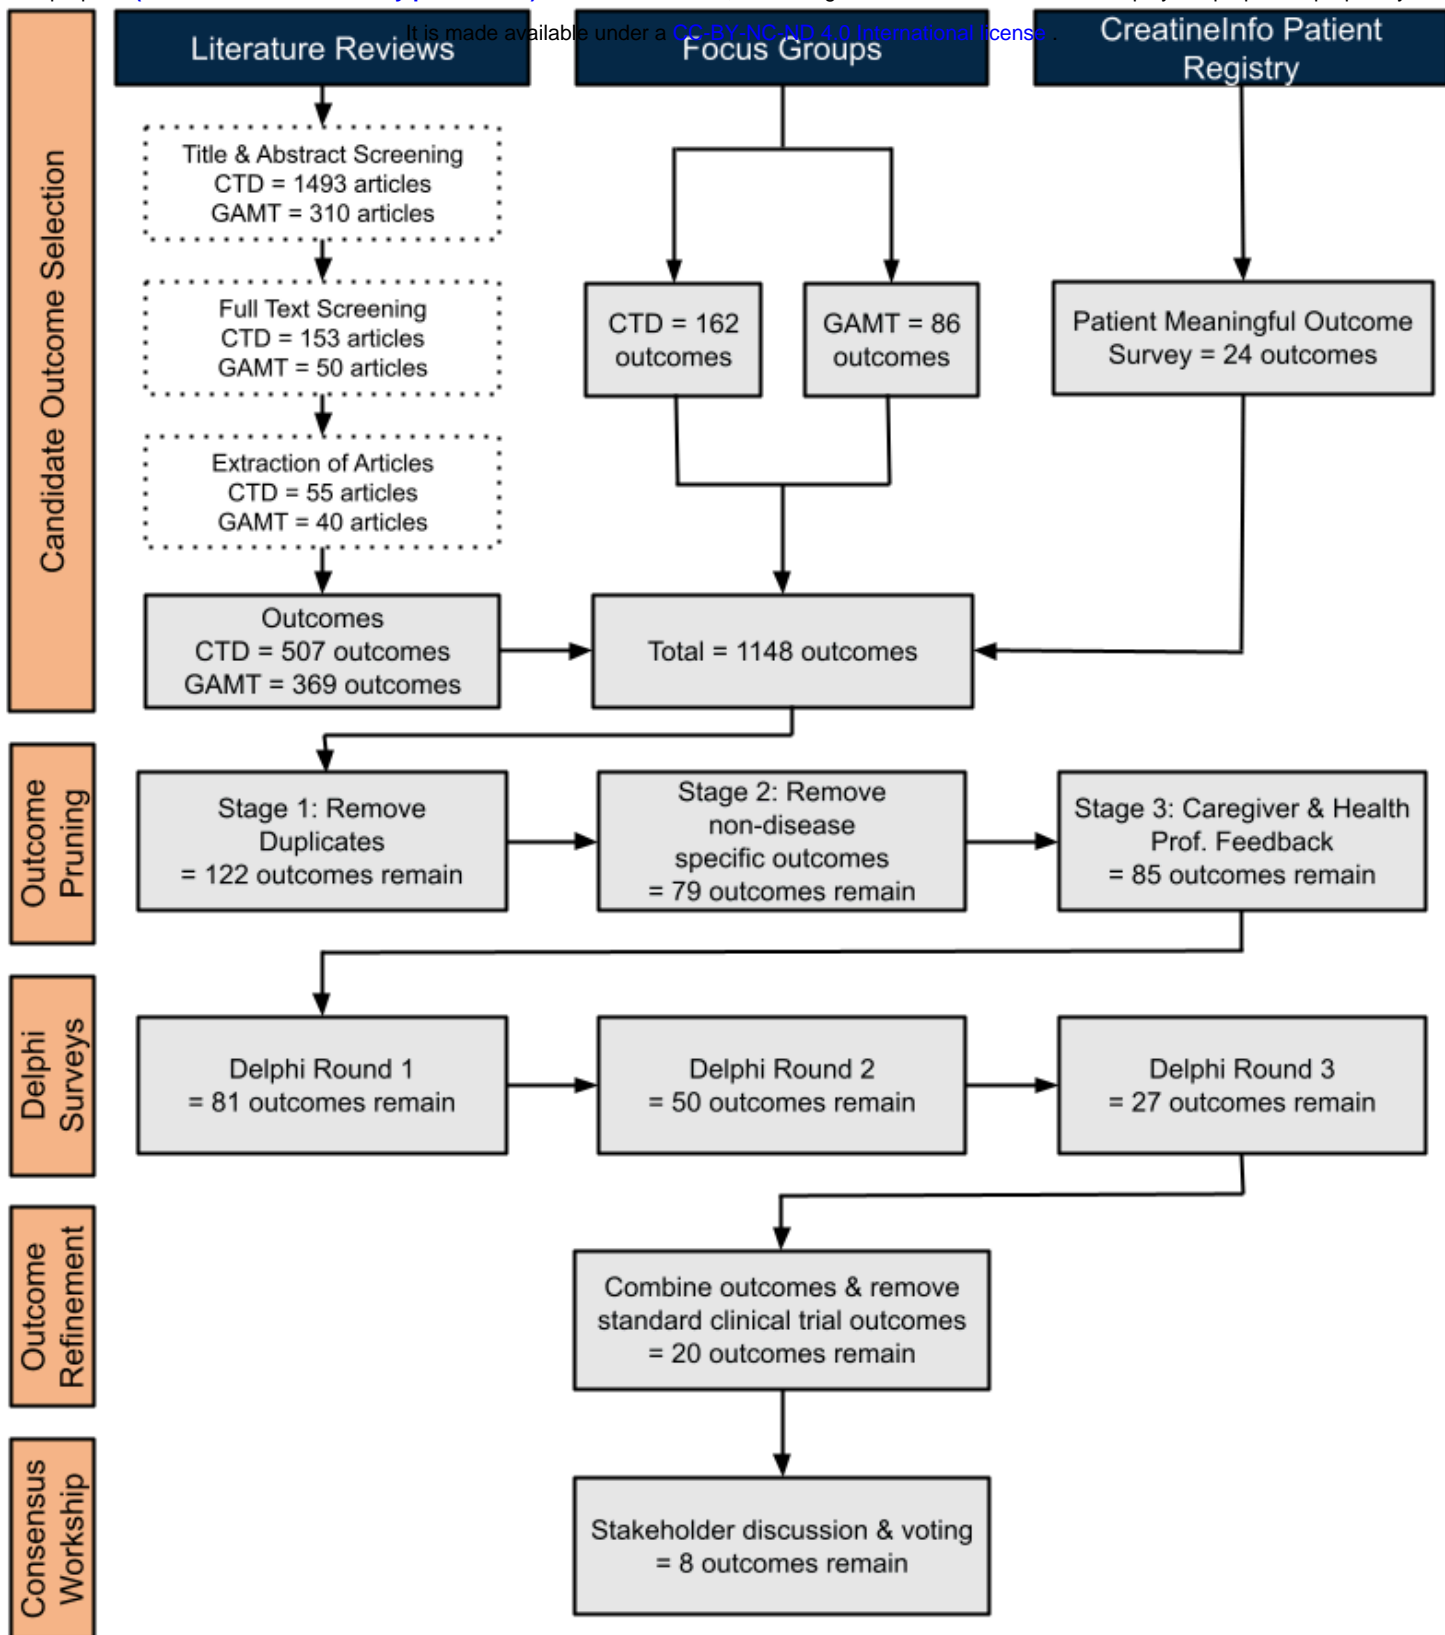 It is made available under a CC-BY-NC-ND 4.0 International license .
Literature Reviews
Focus Groups
CreatineInfo Patient
Registry
Candidate Outcome Selection
Title & Abstract Screening
CTD = 1493 articles
GAMT = 310 articles
Full Text Screening
CTD = 153 articles
GAMT = 50 articles
Extraction of Articles
CTD = 55 articles
GAMT = 40 articles
Outcomes
CTD = 507 outcomes
GAMT = 369 outcomes
CTD = 162
outcomes
GAMT = 86
outcomes
Patient Meaningful Outcome
Survey = 24 outcomes
Total = 1148 outcomes
Outcome
Pruning
Stage 1: Remove
Duplicates
= 122 outcomes remain
Stage 2: Remove
non-disease
specific outcomes
= 79 outcomes remain
Stage 3: Caregiver & Health
Prof. Feedback
= 85 outcomes remain
Delphi
Surveys
Delphi Round 1
= 81 outcomes remain
Delphi Round 2
= 50 outcomes remain
Delphi Round 3
= 27 outcomes remain
Outcome
Refinement
Combine outcomes & remove
standard clinical trial outcomes
= 20 outcomes remain
Consensus
Workship
Stakeholder discussion & voting
= 8 outcomes remain